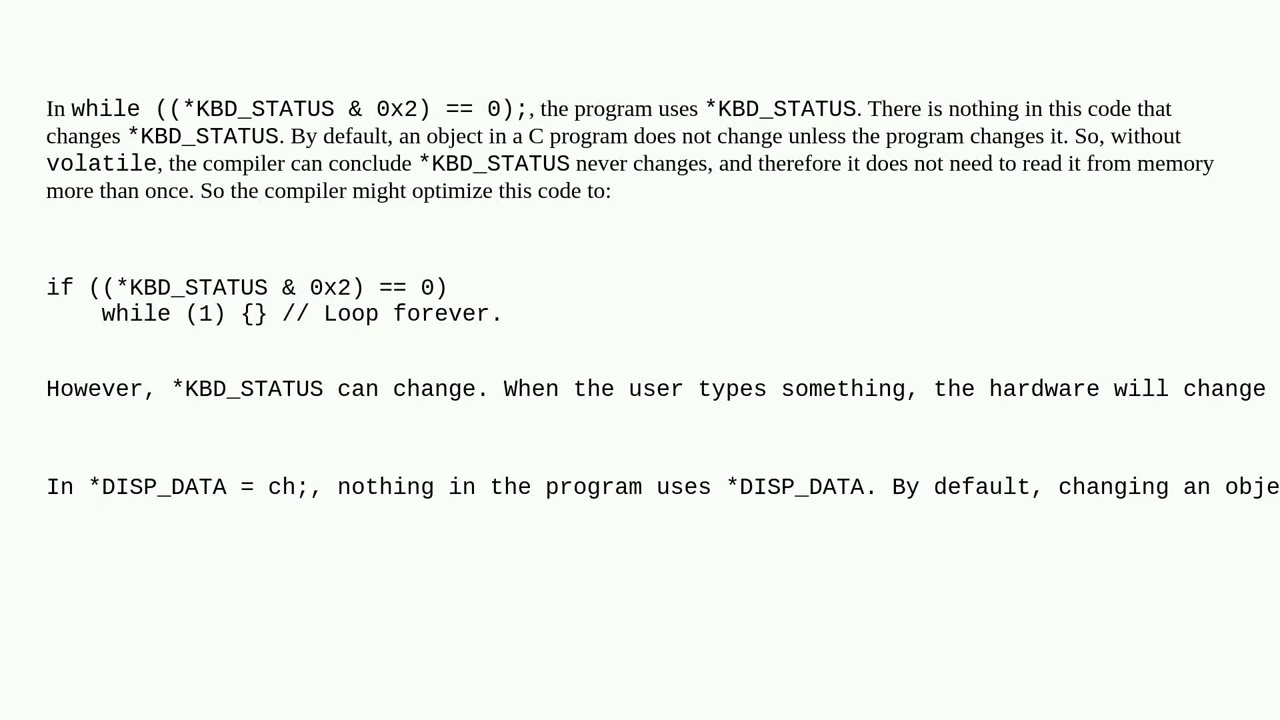 In while ((*KBD_STATUS & 0x2) == 0);, the program uses *KBD_STATUS. There is nothing in this code that
changes *KBD_STATUS. By default, an object in a C program does not change unless the program changes it. So, without
volatile, the compiler can conclude *KBD_STATUS never changes, and therefore it does not need to read it from memory
more than once. So the compiler might optimize this code to:
if ((*KBD_STATUS & 0x2) == 0)
    while (1) {} // Loop forever.
However, *KBD_STATUS can change. When the user types something, the hardware will change
In *DISP_DATA = ch;, nothing in the program uses *DISP_DATA. By default, changing an obje